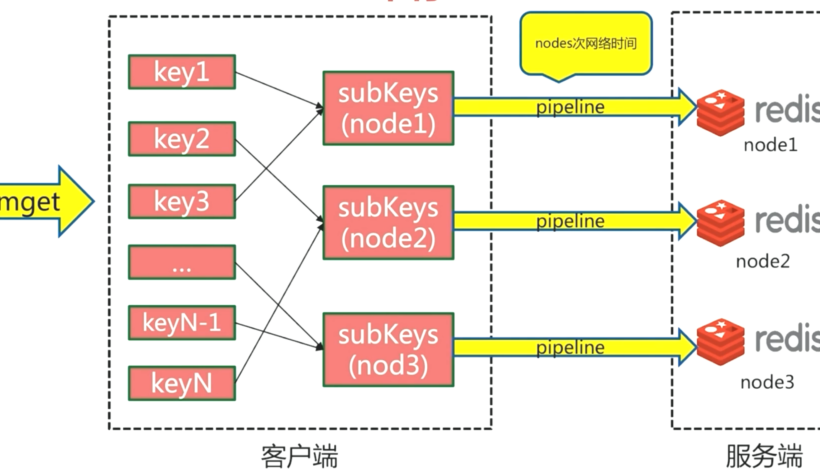 mget
key1
key2
key3
...
keyN-1
keyN
subKeys
(node1)
subKeys
(node2)
subKeys
(nod3)
nodes次网络时间
pipeline
pipeline
pipeline
redis
node1
redis
node2
redis
node3
客户端
服务端